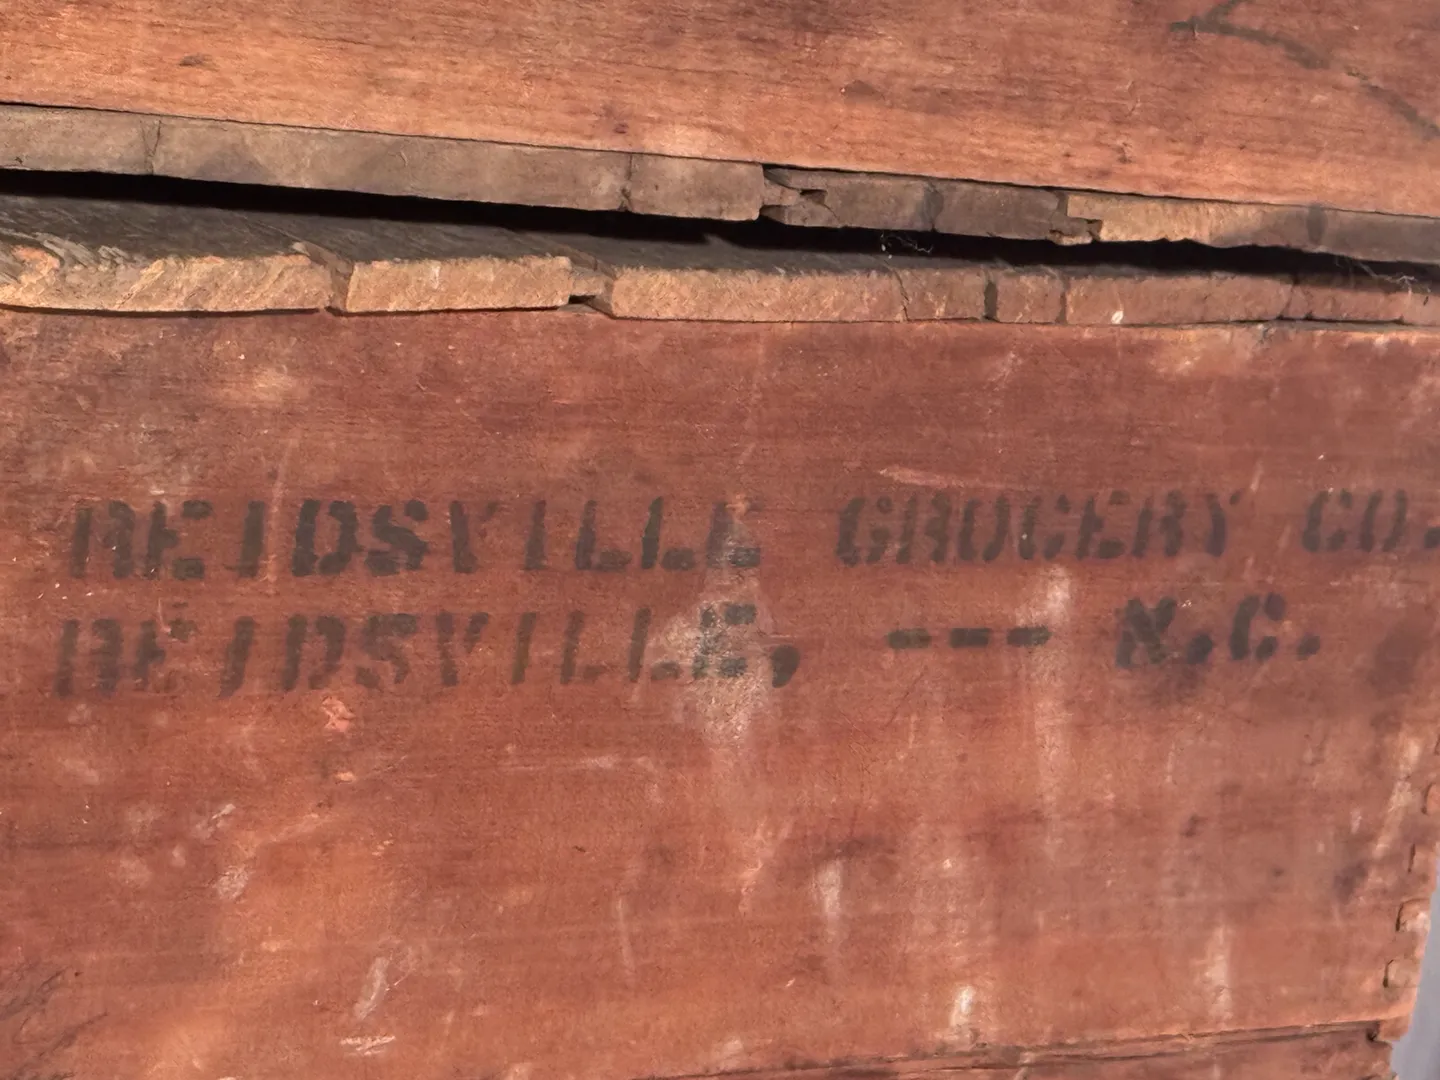 REIDSVILLE GROCERY CO.
REIDSVILLE, --- N.C.